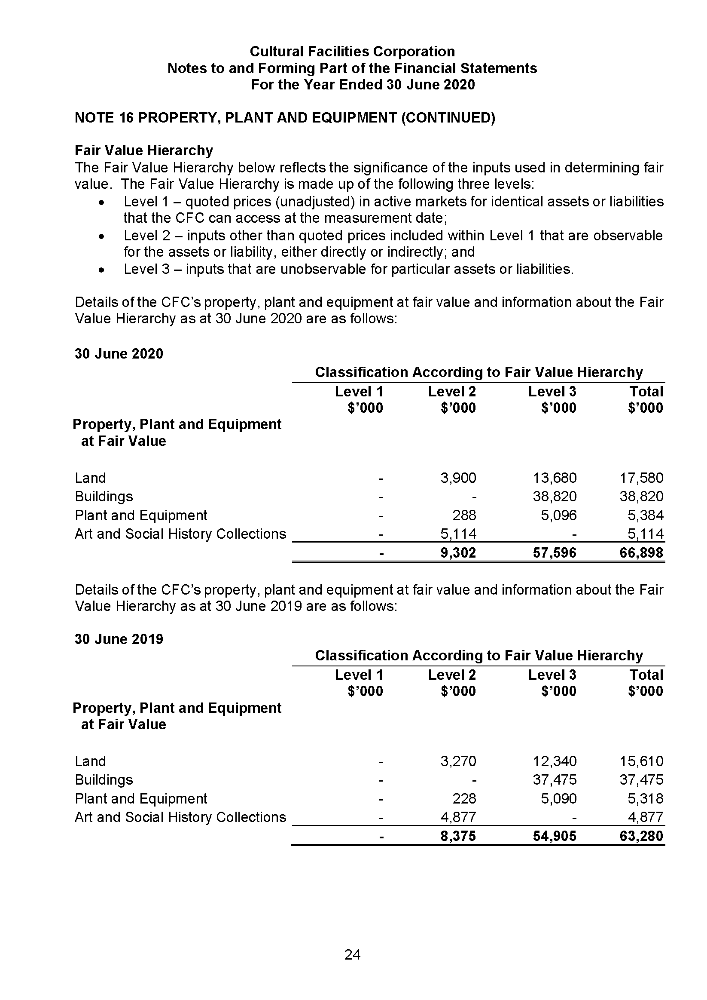 Cultural Facilities Corporation
Notes to and Forming Part of the Financial Statements
For the Year Ended 30 June 2020
NOTE 16 PROPERTY, PLANT AND EQUIPMENT (CONTINUED)
Fair Value Hierarchy
The Fair Value Hierarchy below reflects the significance of the inputs used in determining fair
value.  The Fair Value Hierarchy is made up of the following three levels:
• Level 1 – quoted prices (unadjusted) in active markets for identical assets or liabilities
that the CFC can access at the measurement date;
• Level 2 – inputs other than quoted prices included within Level 1 that are observable
for the assets or liability, either directly or indirectly; and
• Level 3 – inputs that are unobservable for particular assets or liabilities.
Details of the CFC’s property, plant and equipment at fair value and information about the Fair
Value Hierarchy as at 30 June 2020 are as follows:
30 June 2020
Classification According to Fair Value Hierarchy
Level 1 Level 2 Level 3 Total
$’000 $’000 $’000 $’000
Property, Plant and Equipment
at Fair Value
Land - 3,900 13,680 17,580
Buildings - - 38,820 38,820
Plant and Equipment - 288 5,096 5,384
Art and Social History Collections - 5,114 - 5,114
- 9,302 57,596 66,898
Details of the CFC’s property, plant and equipment at fair value and information about the Fair
Value Hierarchy as at 30 June 2019 are as follows:
30 June 2019
Classification According to Fair Value Hierarchy
Level 1 Level 2 Level 3 Total
$’000 $’000 $’000 $’000
Property, Plant and Equipment
at Fair Value
Land - 3,270 12,340 15,610
Buildings - - 37,475 37,475
Plant and Equipment - 228 5,090 5,318
Art and Social History Collections - 4,877 - 4,877
- 8,375 54,905 63,280
24